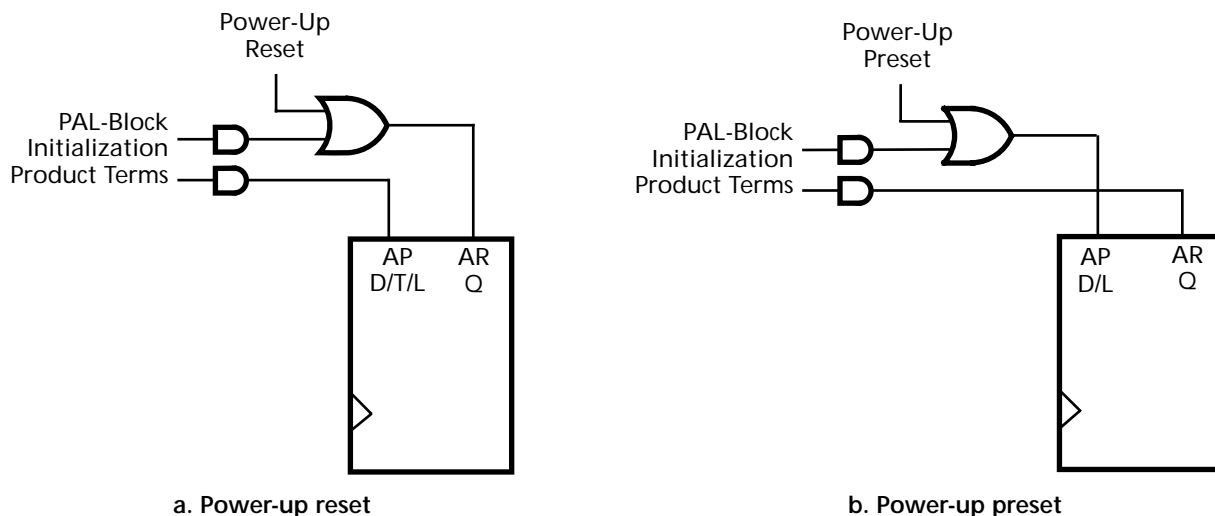 Power-Up
Reset
PAL-Block
Initialization
Product Terms
AP AR
D/T/L Q
a. Power-up reset
Power-Up
Preset
PAL-Block
Initialization
Product Terms
AP AR
D/L Q
b. Power-up preset